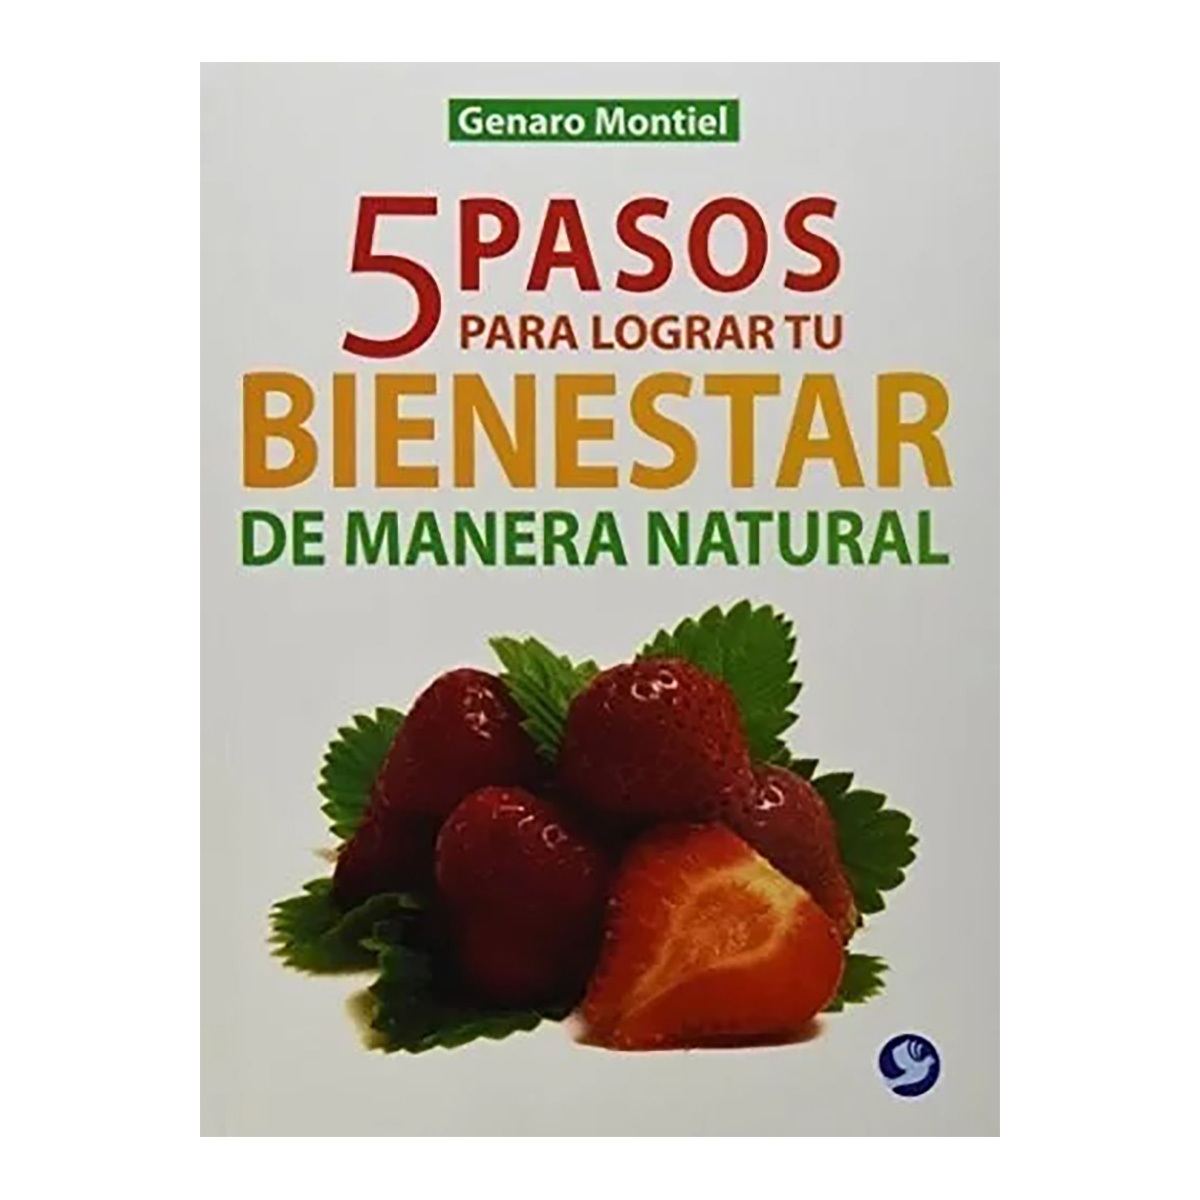 Genaro Montiel
5 PASOS
PARA LOGRAR TU
BIENESTAR
DE MANERA NATURAL